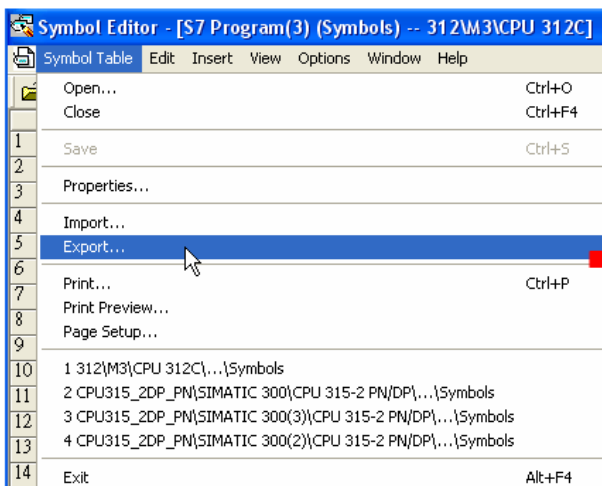 Symbol Editor - [S7 Program(3) (Symbols) -- 312\M3\CPU 312C]
Symbol Table Edit Insert View Options Window Help
Open... Ctrl+O
Close Ctrl+F4
1
Save Ctrl+S
2
Properties...
3
4
Import...
5
Export...
6
Print... Ctrl+P
7
Print Preview...
8
Page Setup...
9
10 1 312\M3\CPU 312C\...\Symbols
11 2 CPU315_2DP_PN\SIMATIC 300\CPU 315-2 PN/DP\...\Symbols
12 3 CPU315_2DP_PN\SIMATIC 300(3)\CPU 315-2 PN/DP\...\Symbols
13 4 CPU315_2DP_PN\SIMATIC 300(2)\CPU 315-2 PN/DP\...\Symbols
14 Exit Alt+F4